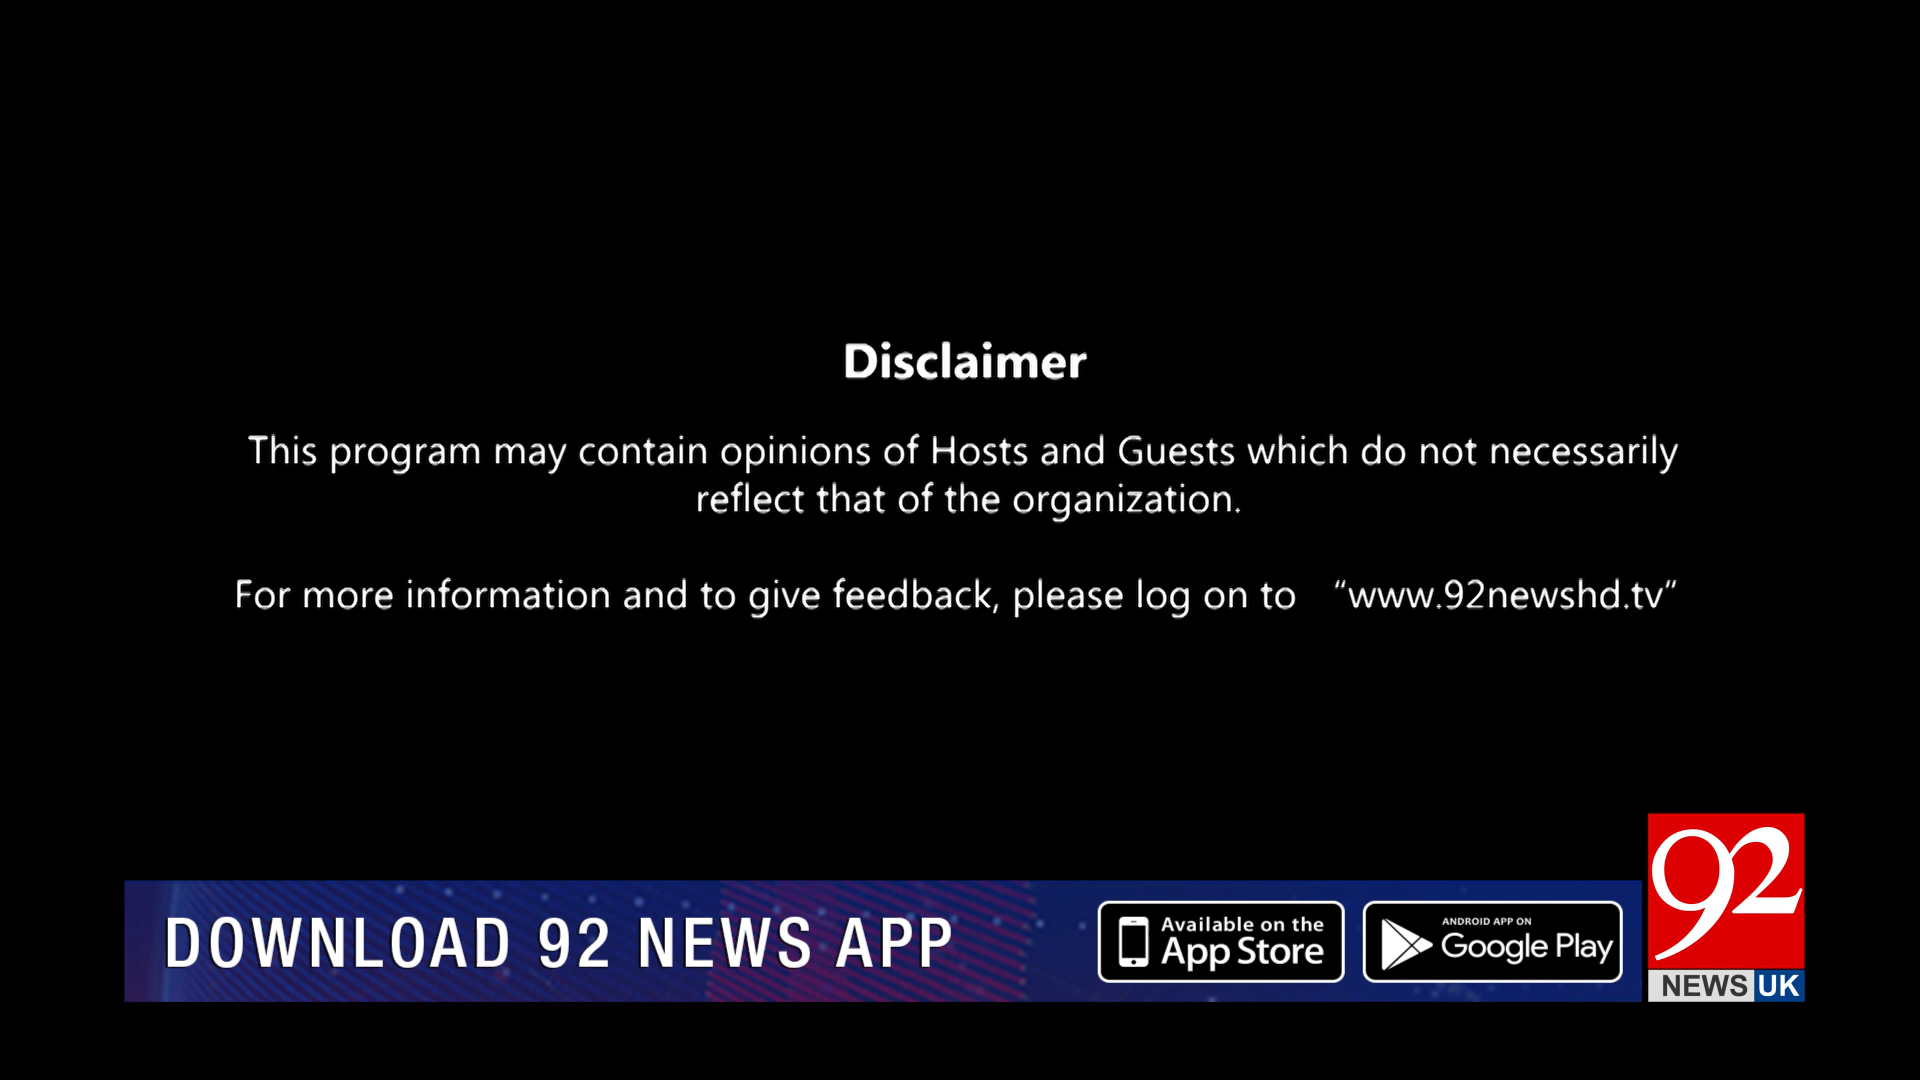 Disclaimer
This program may contain opinions of Hosts and Guests which do not necessarily
reflect that of the organization.
For more information and to give feedback, please log on to “www.92newshd.tv”
DOWNLOAD 92 NEWS APP
Available on the
App Store
ANDROID APP ON
Google Play
92
NEWS UK